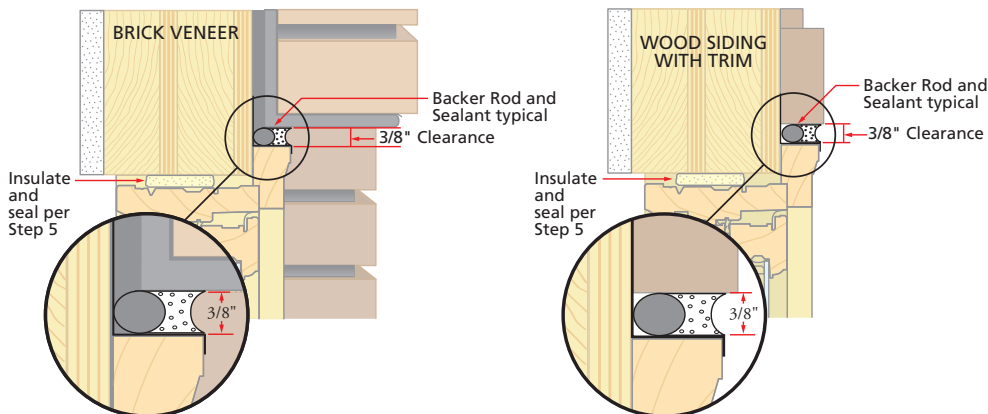 BRICK VENEER
Backer Rod and
Sealant typical
3/8" Clearance
Insulate
and
seal per
Step 5
3/8"
WOOD SIDING
WITH TRIM
Backer Rod and
Sealant typical
3/8" Clearance
Insulate
and
seal per
Step 5
3/8"